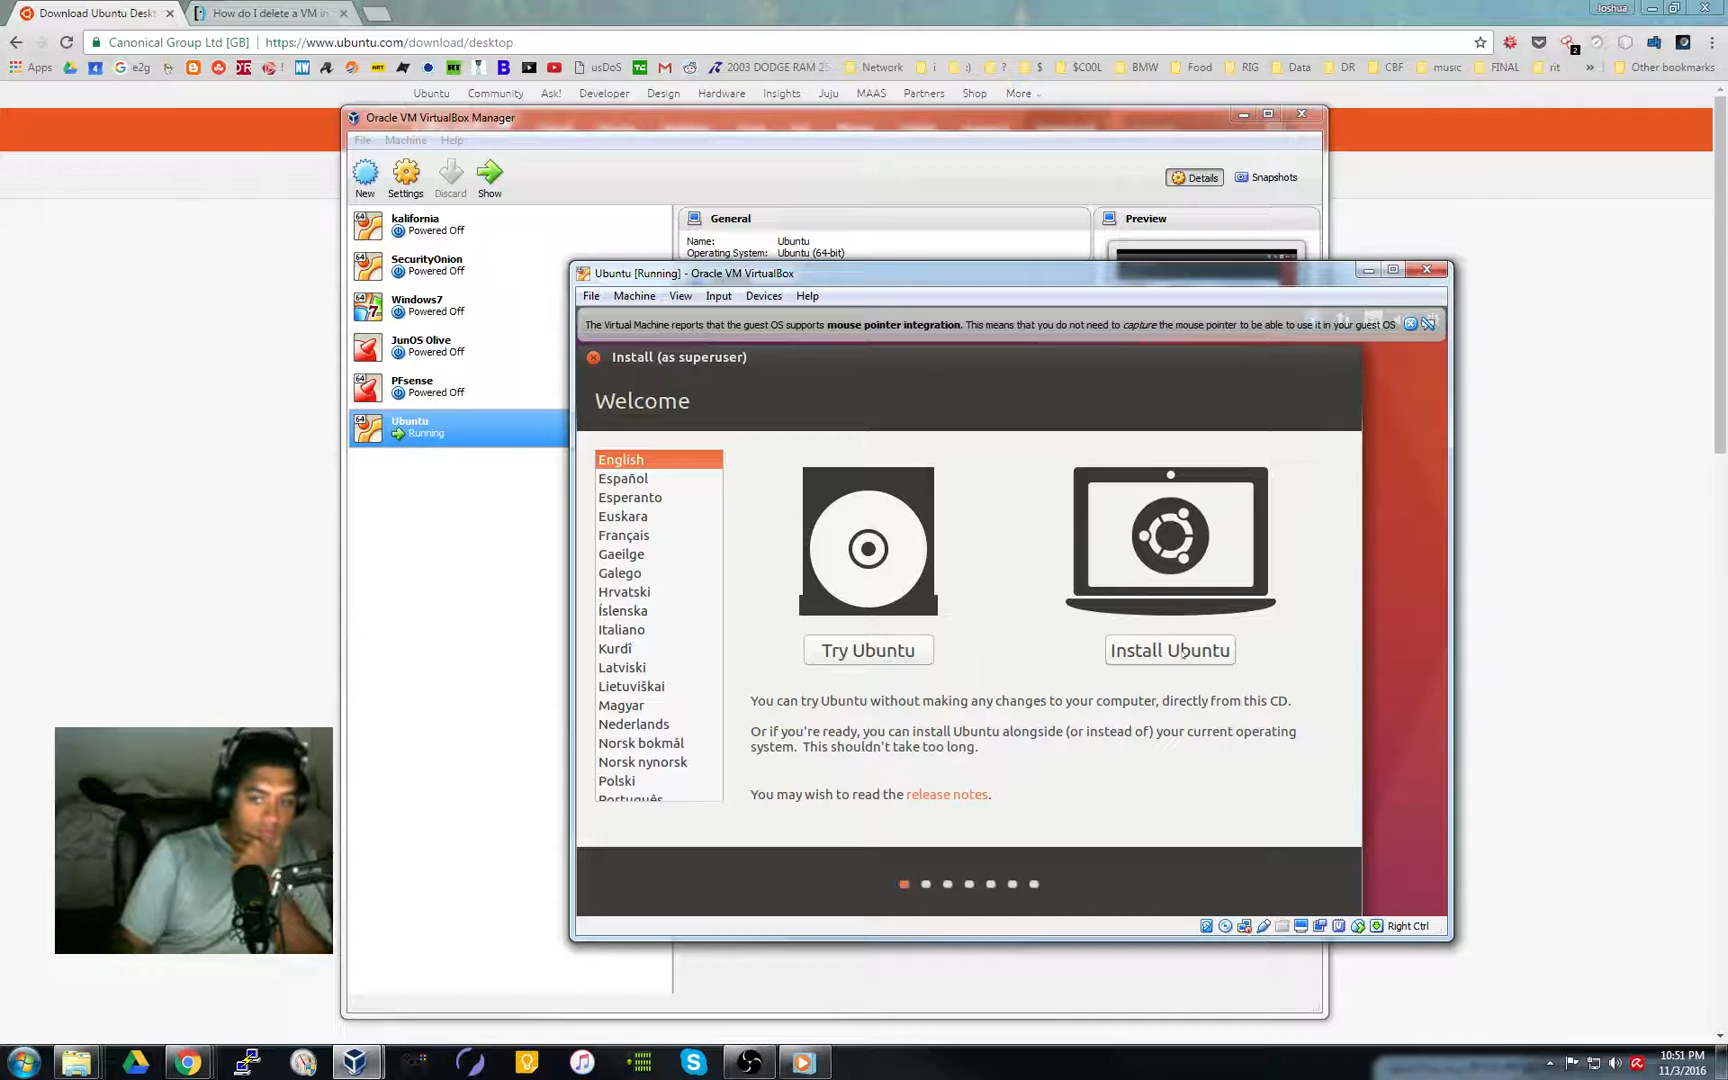 Download Ubuntu Desk
How do I delete a VM in
Joshua
Canonical Group Ltd [GB]
https://www.ubuntu.com/download/desktop
2
Apps
e2g
usDoS
2003 DODGE RAM 25
Network
i
:)
?
$
$C00L
BMW
Food
RIG
Data
DR
CBF
music
FINAL
rit
»
Other bookmarks
Ubuntu
Community
Ask!
Developer
Design
Hardware
Insights
Juju
MAAS
Partners
Shop
More
Oracle VM VirtualBox Manager
File
Machine
Help
New
Settings
Discard
Show
Details
Snapshots
kalifornia
Powered Off
SecurityOnion
Powered Off
Windows7
Powered Off
JunOS Olive
Powered Off
PFsense
Powered Off
Ubuntu
Running
General
Name: Ubuntu
Operating System: Ubuntu (64-bit)
Preview
Ubuntu [Running] - Oracle VM VirtualBox
File
Machine
View
Input
Devices
Help
The Virtual Machine reports that the guest OS supports mouse pointer integration. This means that you do not need to capture the mouse pointer to be able to use it in your guest OS
Install (as superuser)
Welcome
English
Español
Esperanto
Euskara
Français
Gaeilge
Galego
Hrvatski
Íslenska
Italiano
Kurdî
Latviski
Lietuviškai
Magyar
Nederlands
Norsk bokmål
Norsk nynorsk
Polski
Português
Try Ubuntu
Install Ubuntu
You can try Ubuntu without making any changes to your computer, directly from this CD.
Or if you're ready, you can install Ubuntu alongside (or instead of) your current operating
system. This shouldn't take too long.
You may wish to read the release notes.
Right Ctrl
10:51 PM
11/3/2016